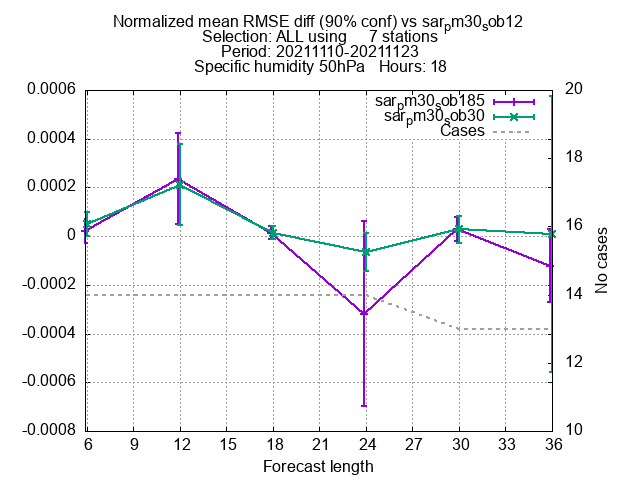 Normalized mean RMSE diff (90% conf) vs sarpm30sob12
Selection: ALL using 7 stations
Period: 20211110-20211123
Specific humidity 50hPa Hours: 18
sarpm30sob185
sarpm30sob30
Cases
0.0006
0.0004
0.0002
0
-0.0002
-0.0004
-0.0006
-0.0008
20
18
16
14
12
10
No cases
6 9 12 15 18 21 24 27 30 33 36
Forecast length